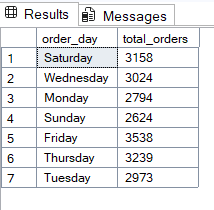 Results Messages
order_day total_orders
1 Saturday 3158
2 Wednesday 3024
3 Monday 2794
4 Sunday 2624
5 Friday 3538
6 Thursday 3239
7 Tuesday 2973